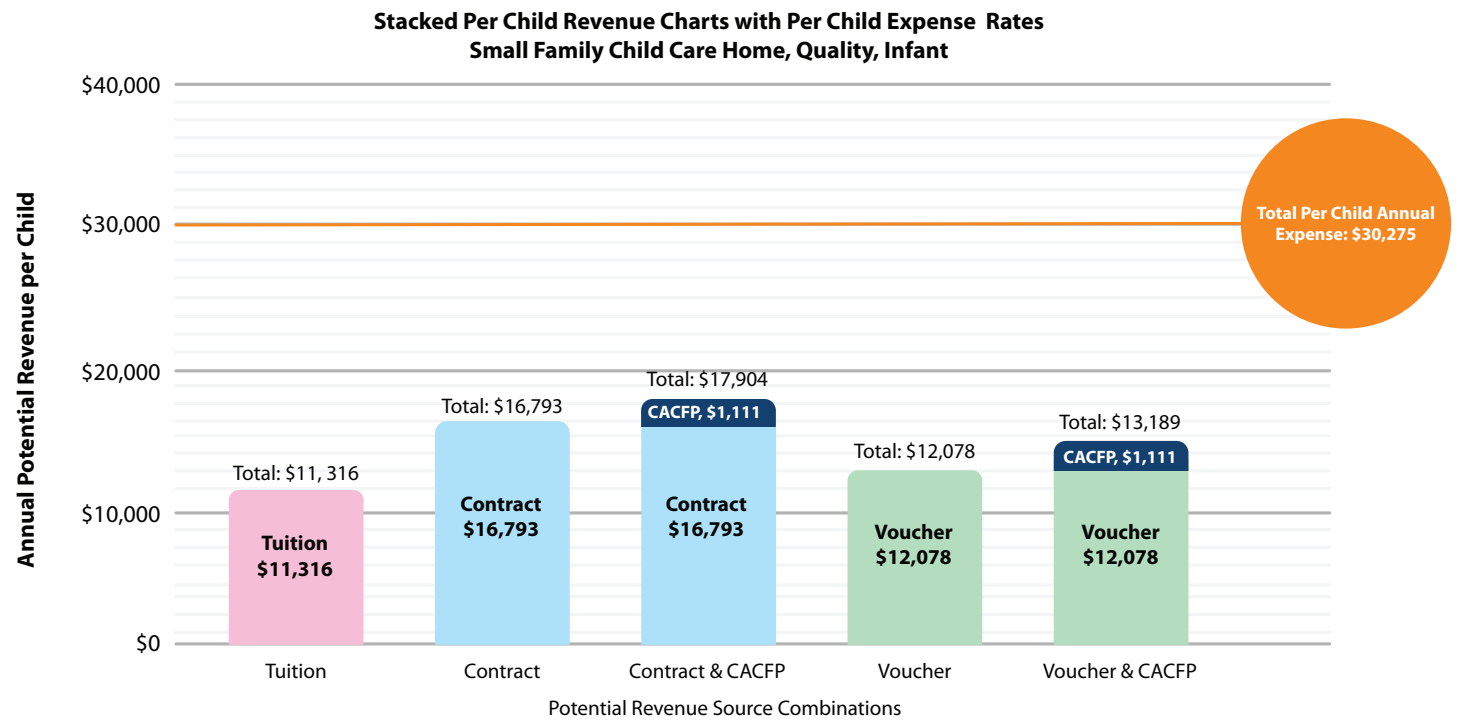 Stacked Per Child Revenue Charts with Per Child Expense Rates
Small Family Child Care Home, Quality, Infant
Annual Potential Revenue per Child
$40,000
$30,000
$20,000
$10,000
$0
Total Per Child Annual
Expense: $30,275
Total: $11, 316
Tuition
$11,316
Total: $16,793
Contract
$16,793
Total: $17,904
CACFP, $1,111
Contract
$16,793
Total: $12,078
Voucher
$12,078
Total: $13,189
CACFP, $1,111
Voucher
$12,078
Tuition
Contract
Contract & CACFP
Voucher
Voucher & CACFP
Potential Revenue Source Combinations